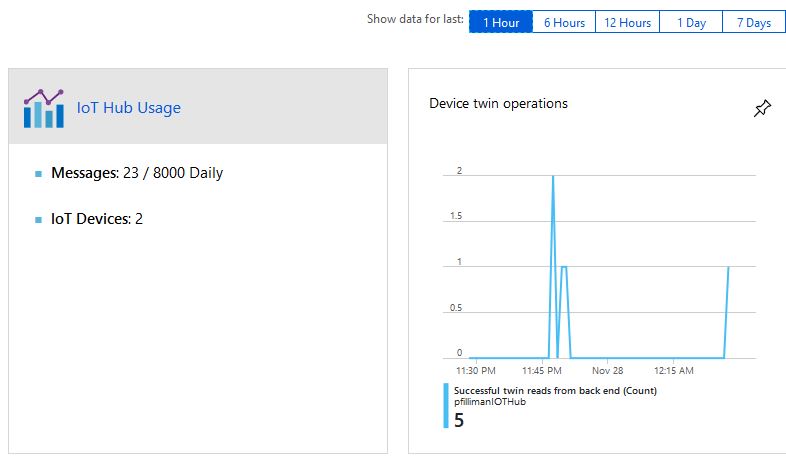 Show data for last: 1 Hour 6 Hours 12 Hours 1 Day 7 Days
IoT Hub Usage
Messages: 23 / 8000 Daily
IoT Devices: 2
Device twin operations
2
1.5
1
0.5
0
11:30 PM 11:45 PM Nov 28 12:15 AM
Successful twin reads from back end (Count)
pfillimanIOTHub
5